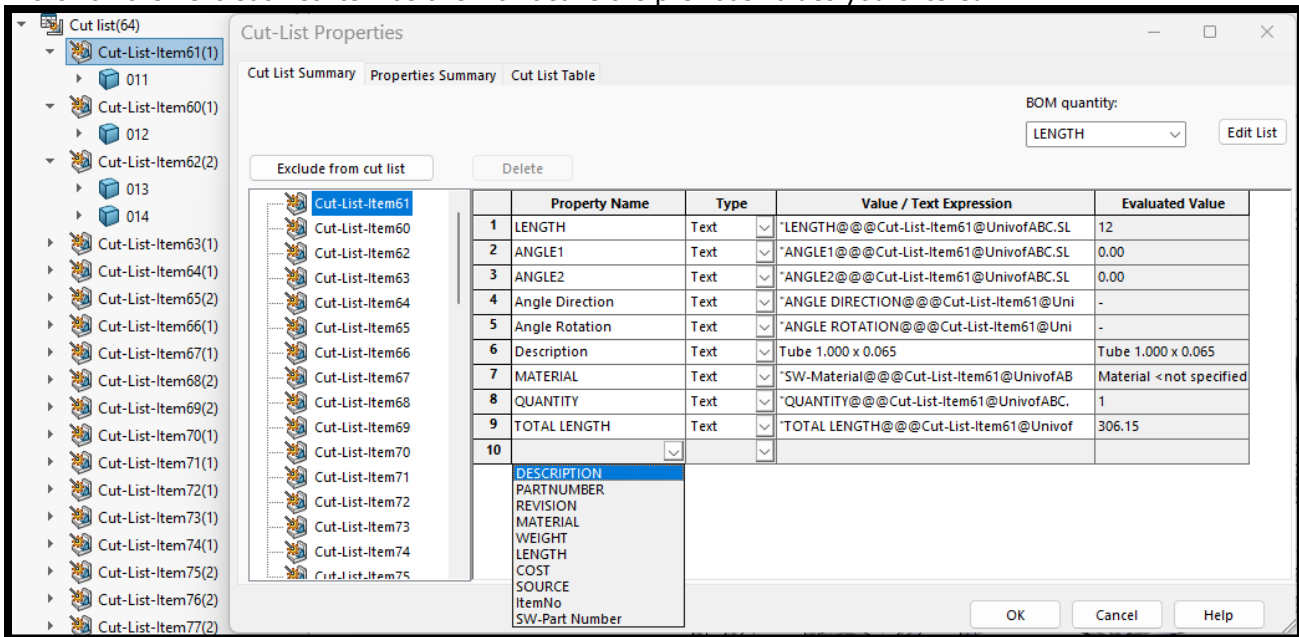 Cut list(64)
Cut-List-Item61(1)
011
Cut-List-Item60(1)
012
Cut-List-Item62(2)
013
014
Cut-List-Item63(1)
Cut-List-Item64(1)
Cut-List-Item65(2)
Cut-List-Item66(1)
Cut-List-Item67(1)
Cut-List-Item68(2)
Cut-List-Item69(2)
Cut-List-Item70(1)
Cut-List-Item71(1)
Cut-List-Item72(1)
Cut-List-Item73(1)
Cut-List-Item74(1)
Cut-List-Item75(2)
Cut-List-Item76(2)
Cut-List-Item77(2)
Cut-List Properties
Cut List Summary Properties Summary Cut List Table
BOM quantity:
LENGTH Edit List
Exclude from cut list Delete
Cut-List-Item61
Cut-List-Item60
Cut-List-Item62
Cut-List-Item63
Cut-List-Item64
Cut-List-Item65
Cut-List-Item66
Cut-List-Item67
Cut-List-Item68
Cut-List-Item69
Cut-List-Item70
Cut-List-Item71
Cut-List-Item72
Cut-List-Item73
Cut-List-Item74
Cut-List-Item75
Property Name Type Value / Text Expression Evaluated Value
1 LENGTH Text "LENGTH@@@Cut-List-Item61@UnivofABC.SL 12
2 ANGLE1 Text "ANGLE1@@@Cut-List-Item61@UnivofABC.SL 0.00
3 ANGLE2 Text "ANGLE2@@@Cut-List-Item61@UnivofABC.SL 0.00
4 Angle Direction Text "ANGLE DIRECTION@@@Cut-List-Item61@Uni -
5 Angle Rotation Text "ANGLE ROTATION@@@Cut-List-Item61@Uni -
6 Description Text Tube 1.000 x 0.065 Tube 1.000 x 0.065
7 MATERIAL Text "SW-Material@@@Cut-List-Item61@UnivofAB Material <not specified
8 QUANTITY Text "QUANTITY@@@Cut-List-Item61@UnivofABC. 1
9 TOTAL LENGTH Text "TOTAL LENGTH@@@Cut-List-Item61@Univof 306.15
10
DESCRIPTION
PARTNUMBER
REVISION
MATERIAL
WEIGHT
LENGTH
COST
SOURCE
ItemNo
SW-Part Number
OK Cancel Help